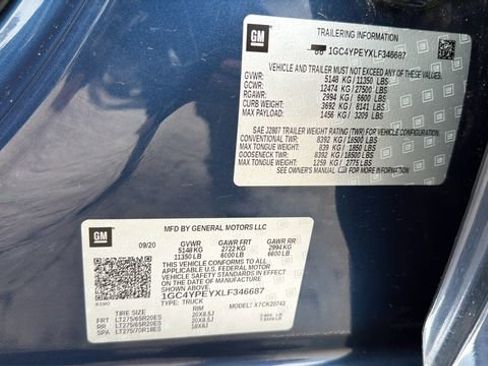 GM
TRAILERING INFORMATION
1GC4YPEYXLF346687
VEHICLE AND TRAILER MUST NOT EXCEED ANY OF THESE VALUES
GVWR: 5148 KG / 11350 LBS
GCWR: 12474 KG / 27500 LBS
RGAWR: 2994 KG / 6600 LBS
CURB WEIGHT: 3692 KG / 8141 LBS
MAX PAYLOAD: 1456 KG / 3209 LBS
SAE J2807 TRAILER WEIGHT RATING (TWR) FOR VEHICLE CONFIGURATION
CONVENTIONAL TWR: 8392 KG / 18500 LBS
MAX TONGUE WEIGHT: 839 KG / 1850 LBS
GOOSENECK TWR: 8392 KG / 18500 LBS
MAX TONGUE WEIGHT: 1259 KG / 2775 LBS
SEE OWNER'S MANUAL FOR MORE INFORMATION
GM
MFD BY GENERAL MOTORS LLC
09/20 GVWR GAWR FRT GAWR RR
5148 KG 2722 KG 2994 KG
11350 LB 6000 LB 6600 LB
THIS VEHICLE CONFORMS TO ALL
APPLICABLE U.S. FEDERAL MOTOR
VEHICLE SAFETY STANDARDS IN
EFFECT ON THE DATE OF MANUFACTURE
SHOWN ABOVE.
1GC4YPEYXLF346687
TYPE: TRUCK MODEL: X7CK20743
TIRE SIZE RIM
FRT LT275/65R20ES 20X8.5J
RR LT275/65R20ES 20X8.5J
SPA LT275/70R18ES 18X8J